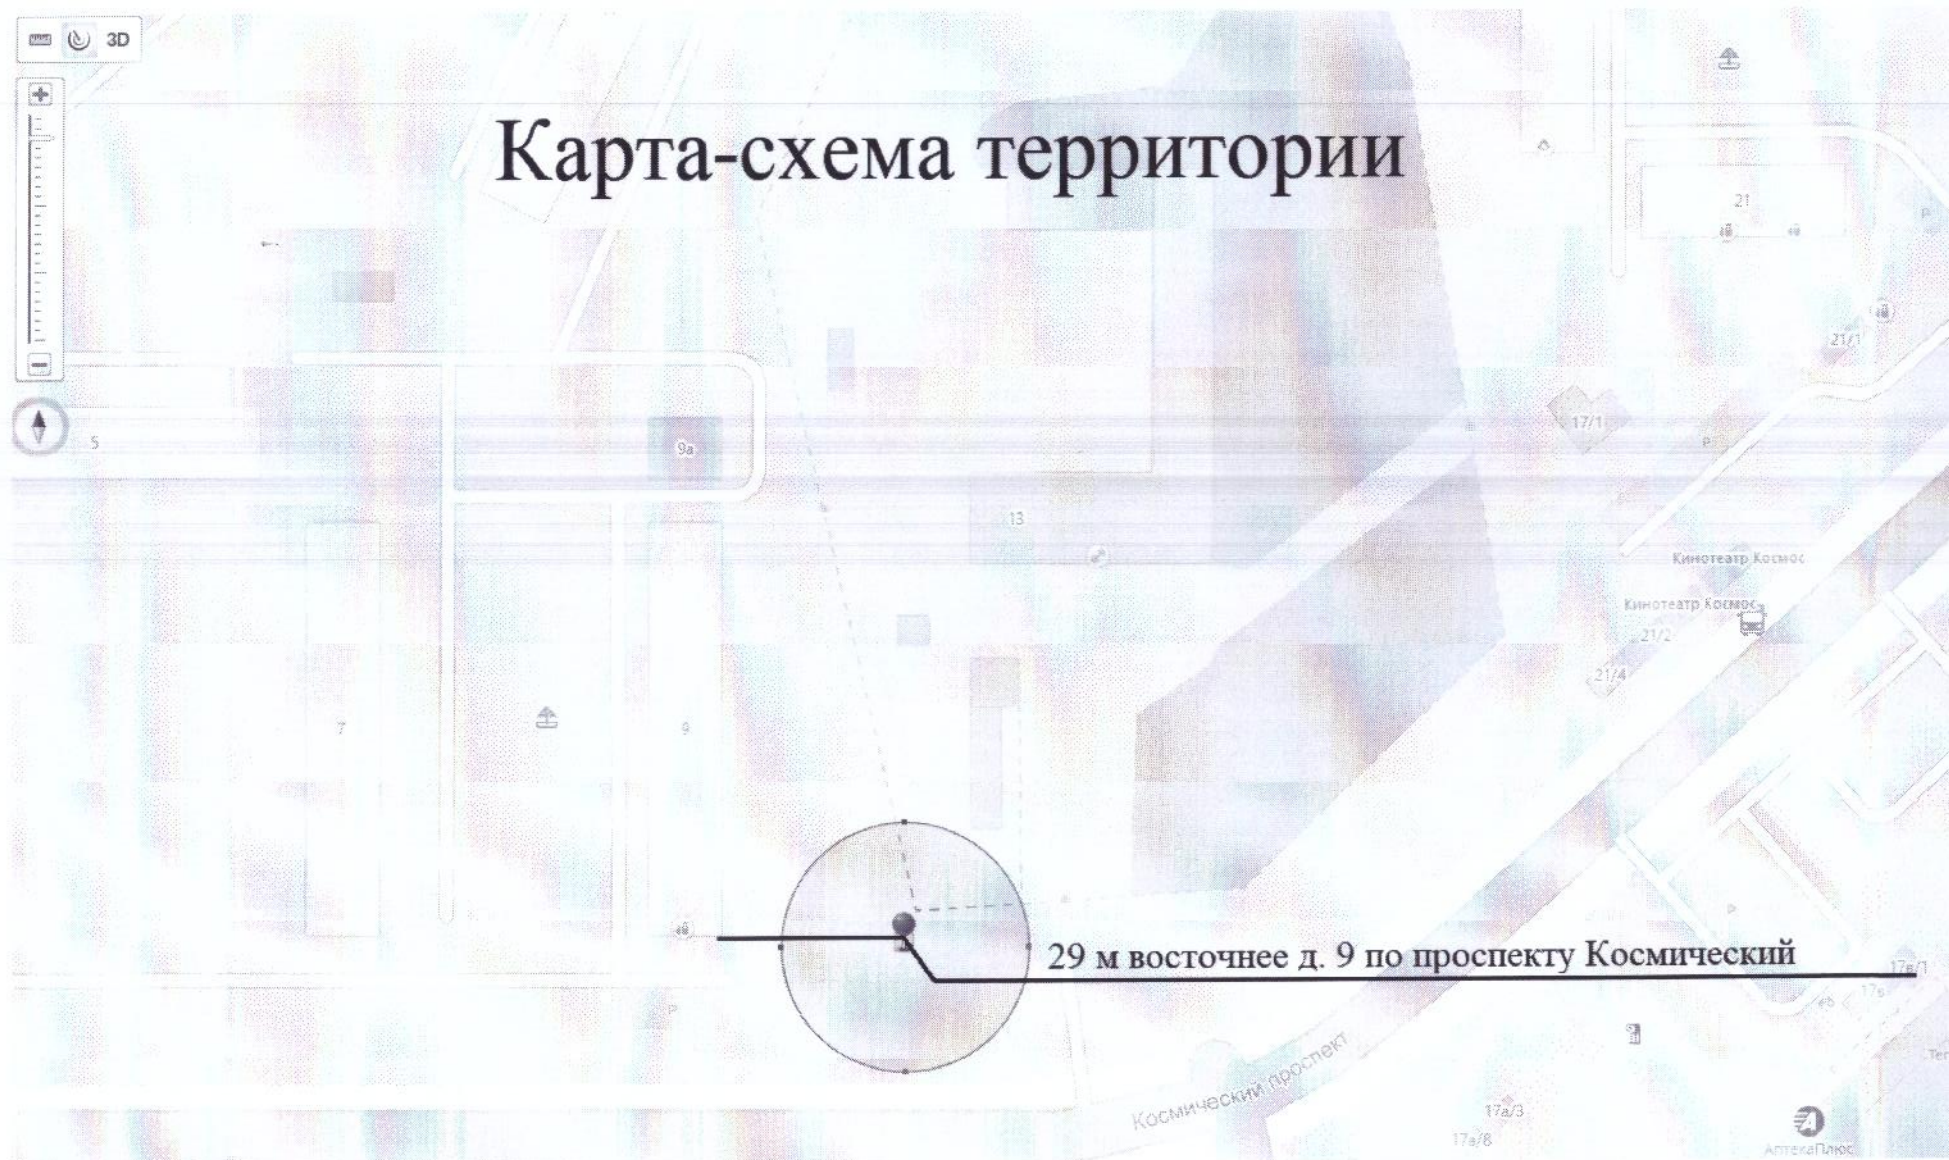 3D
Карта-схема территории
21
21/1
17/1
5
9а
13
Кинотеатр Космос
Кинотеатр Космос
21/2
21/4
7
9
29 м восточнее д. 9 по проспекту Космический
17в/1
17в
Р
Космический проспект
17а/3
17а/8
АптекаПлюс